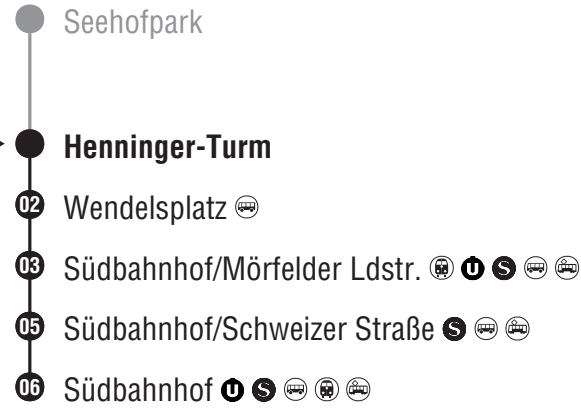 Seehofpark
Henninger-Turm
02 Wendelsplatz
03 Südbahnhof/Mörfelder Ldstr. U S
05 Südbahnhof/Schweizer Straße S
06 Südbahnhof U S